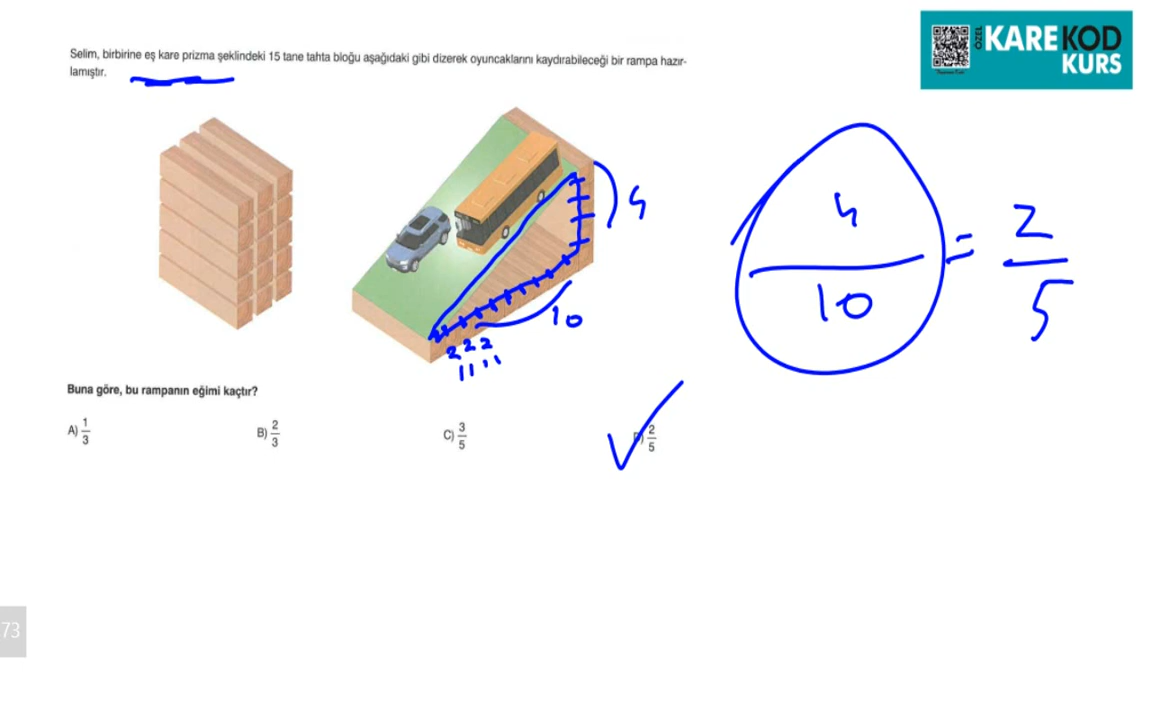 ÖZEL
KAREKOD
KURS
Selim, birbirine eş kare prizma şeklindeki 15 tane tahta bloğu aşağıdaki gibi dizerek oyuncaklarını kaydırabileceği bir rampa hazır-
lamıştır.
4
4
10
=
2
5
10
2 2 2
1 1 1 1
Buna göre, bu rampanın eğimi kaçtır?
A) 1/3
B) 2/3
C) 3/5
2/5
73